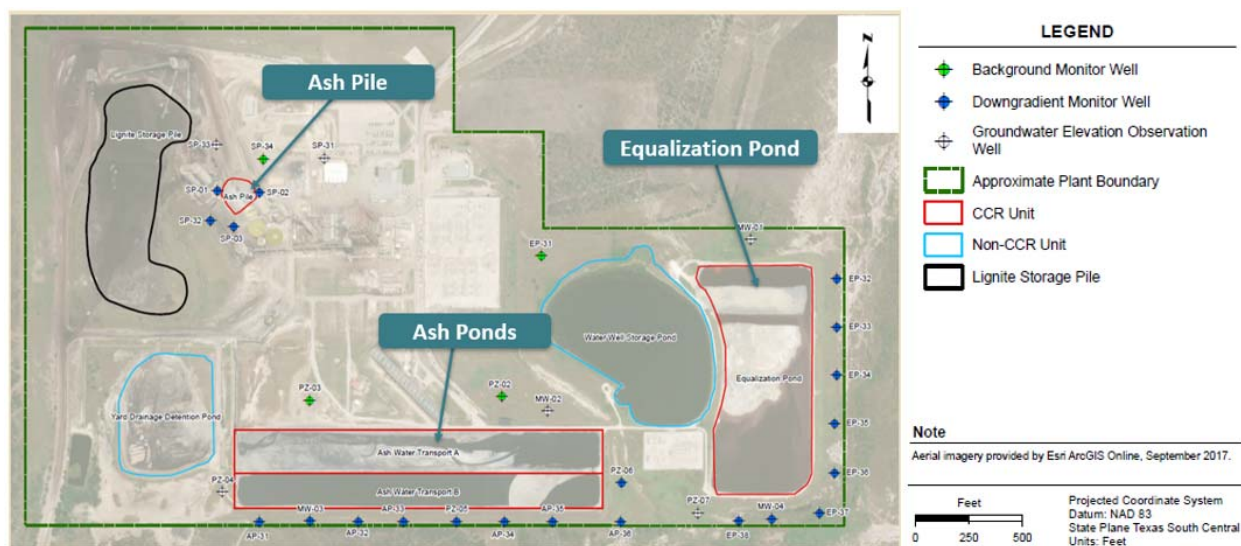 Ash Pile
Lignite Storage Pile
SP-33
SP-34
SP-31
Equalization Pond
SP-01
Ash Pile
SP-02
SP-32
SP-03
MW-01
EP-31
EP-32
EP-33
Ash Ponds
Water Well Storage Pond
EP-34
Equalization Pond
PZ-03
PZ-02
MW-02
Yard Drainage Detention Pond
EP-35
Ash Water Transport A
PZ-06
EP-36
PZ-04
Ash Water Transport B
MW-03
AP-33
PZ-05
AP-35
PZ-07
MW-04
EP-37
AP-31
AP-32
AP-34
AP-36
EP-38
N
LEGEND
Background Monitor Well
Downgradient Monitor Well
Groundwater Elevation Observation
Well
Approximate Plant Boundary
CCR Unit
Non-CCR Unit
Lignite Storage Pile
Note
Aerial imagery provided by Esri ArcGIS Online, September 2017.
Feet
0 250 500
Projected Coordinate System
Datum: NAD 83
State Plane Texas South Central
Units: Feet